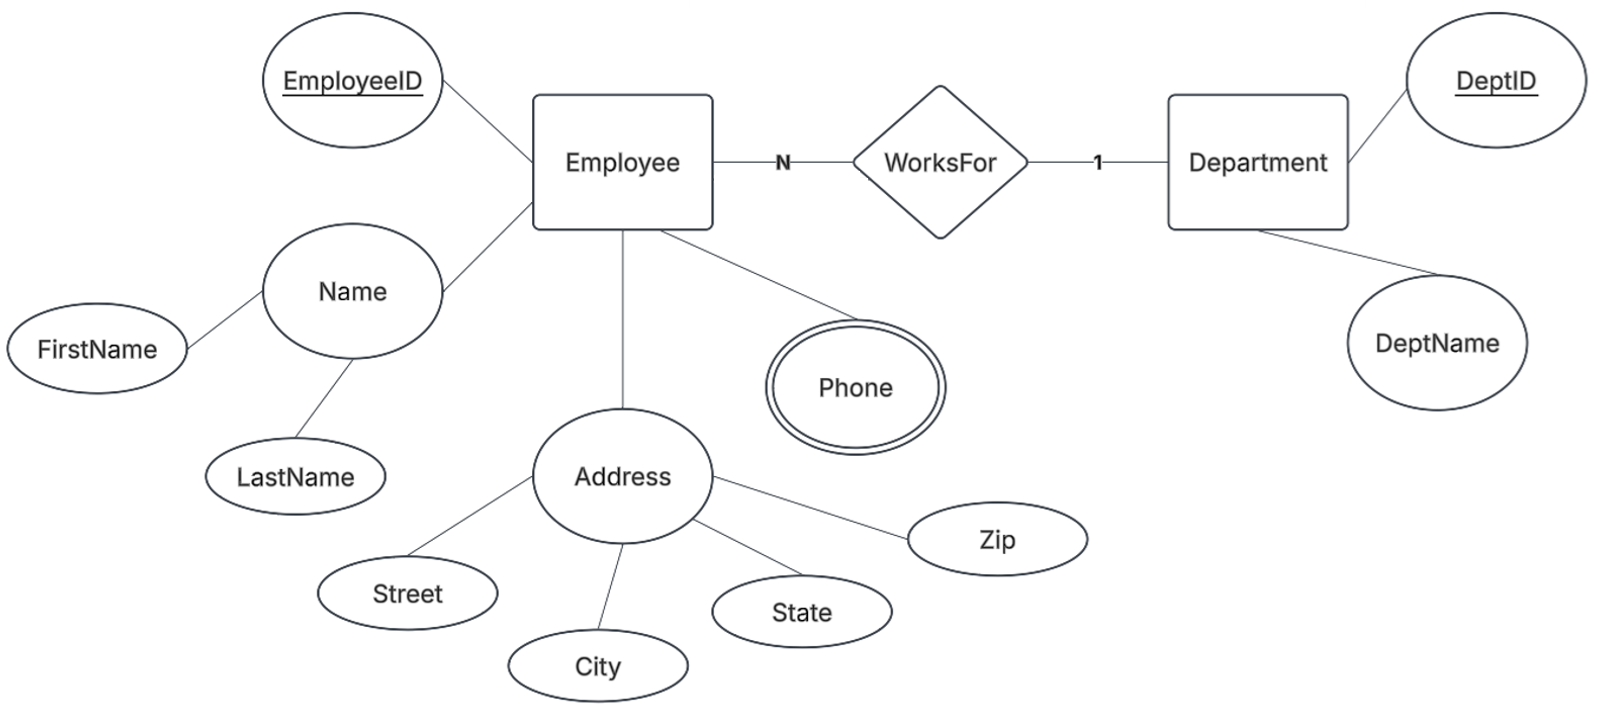 EmployeeID
DeptID
Employee
N
WorksFor
1
Department
Name
FirstName
DeptName
Phone
LastName
Address
Zip
Street
State
City